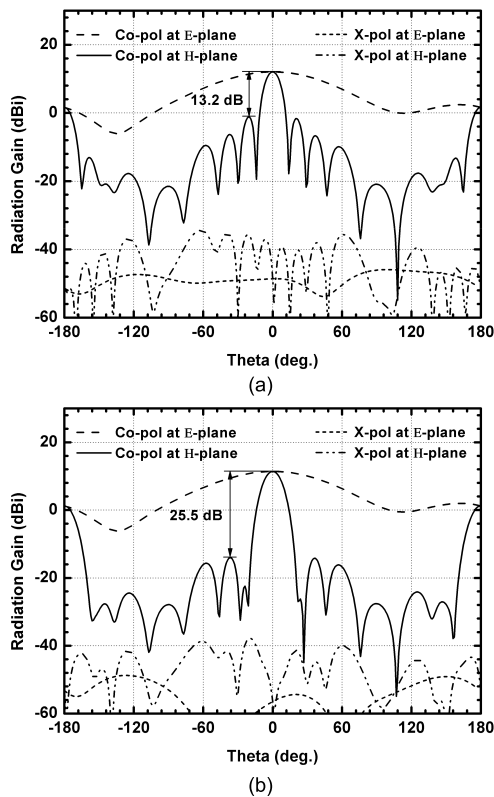 Co-pol at E-plane X-pol at E-plane
Co-pol at H-plane X-pol at H-plane
13.2 dB
Radiation Gain (dBi)
20
0
-20
-40
-60
-180 -120 -60 0 60 120 180
Theta (deg.)
(a)
Co-pol at E-plane X-pol at E-plane
Co-pol at H-plane X-pol at H-plane
25.5 dB
Radiation Gain (dBi)
20
0
-20
-40
-60
-180 -120 -60 0 60 120 180
Theta (deg.)
(b)